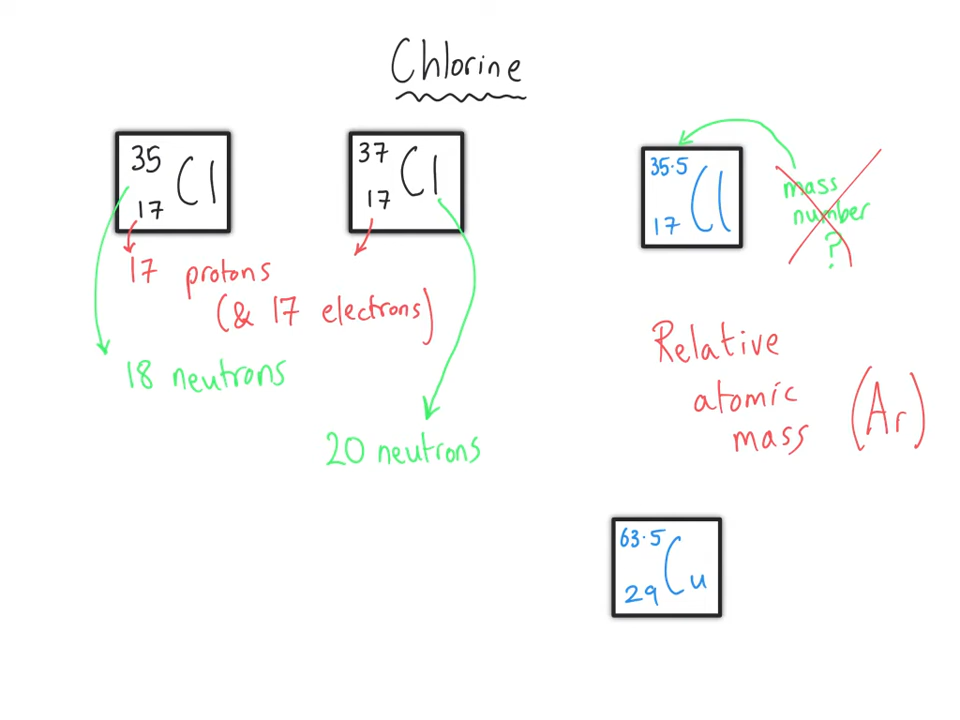 Chlorine
35
17
Cl
37
17
Cl
17 protons
(& 17 electrons)
18 neutrons
20 neutrons
35.5
17
Cl
mass
number
?
Relative
atomic
mass
(Ar)
63.5
29
Cu